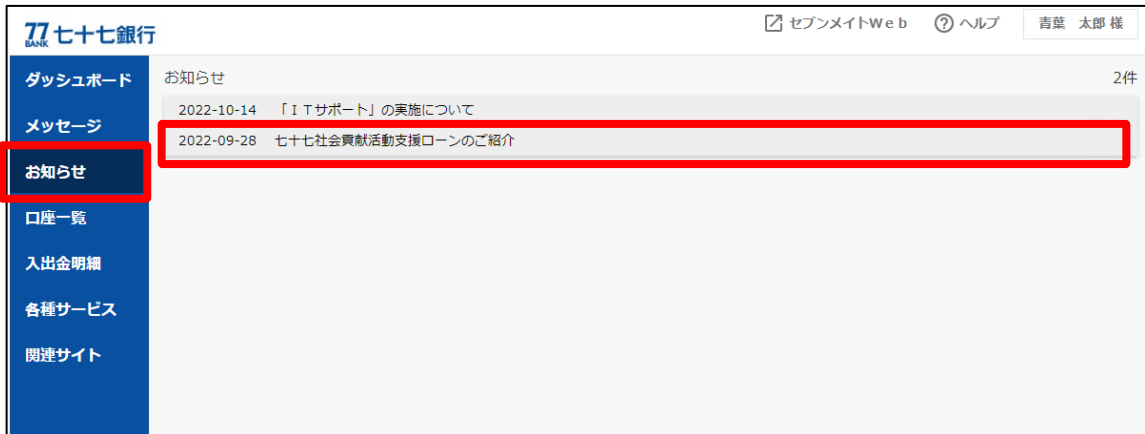 77 BANK 七十七銀行
セブンメイトWeb ヘルプ 青葉 太郎 様
ダッシュボード
メッセージ
お知らせ
口座一覧
入出金明細
各種サービス
関連サイト
お知らせ 2件
2022-10-14 「ITサポート」の実施について
2022-09-28 七十七社会貢献活動支援ローンのご紹介